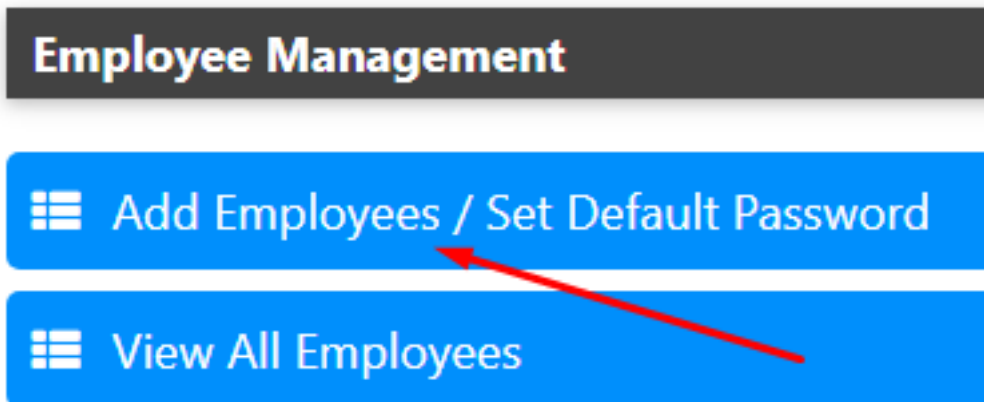 Employee Management
Add Employees / Set Default Password
View All Employees